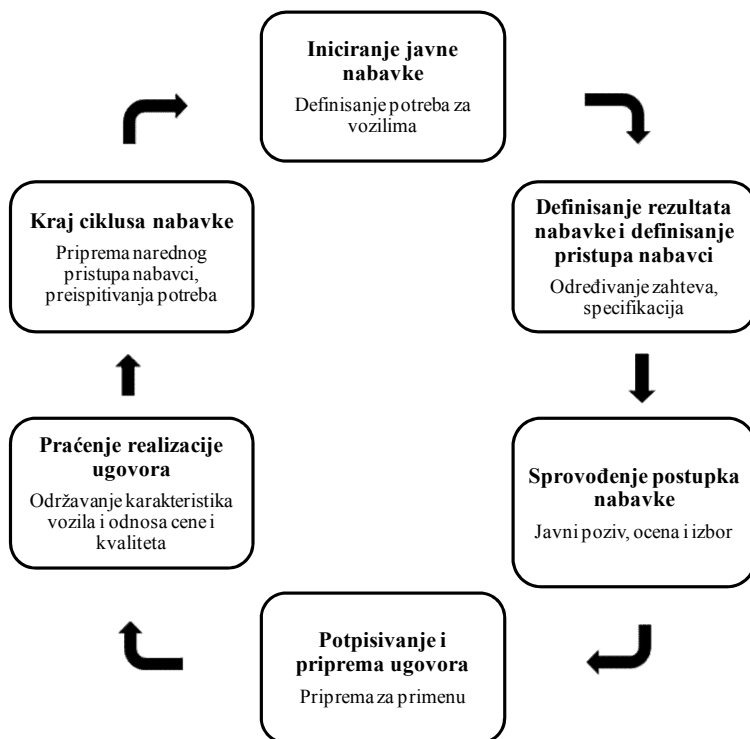 Iniciranje javne
nabavke
Definisanje potreba za
vozilima
Definisanje rezultata
nabavke i definisanje
pristupa nabavci
Određivanje zahteva,
specifikacija
Sprovođenje postupka
nabavke
Javni poziv, ocena i izbor
Potpisivanje i
priprema ugovora
Priprema za primenu
Praćenje realizacije
ugovora
Održavanje karakteristika
vozila i odnosa cene i
kvaliteta
Kraj ciklusa nabavke
Priprema narednog
pristupa nabavci,
preispitivanja potreba